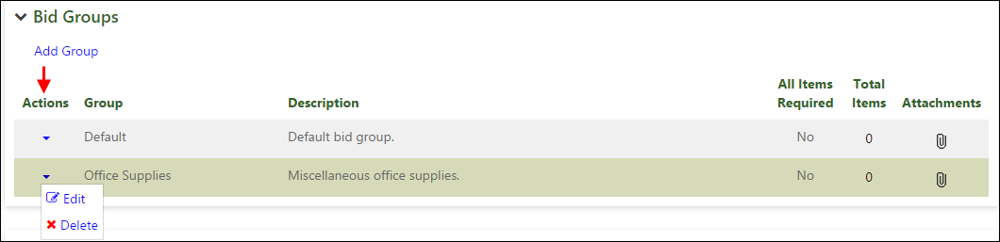 Bid Groups
Add Group
Actions Group Description All Items Required Total Items Attachments
Default Default bid group. No 0
Office Supplies Miscellaneous office supplies. No 0
Edit
Delete